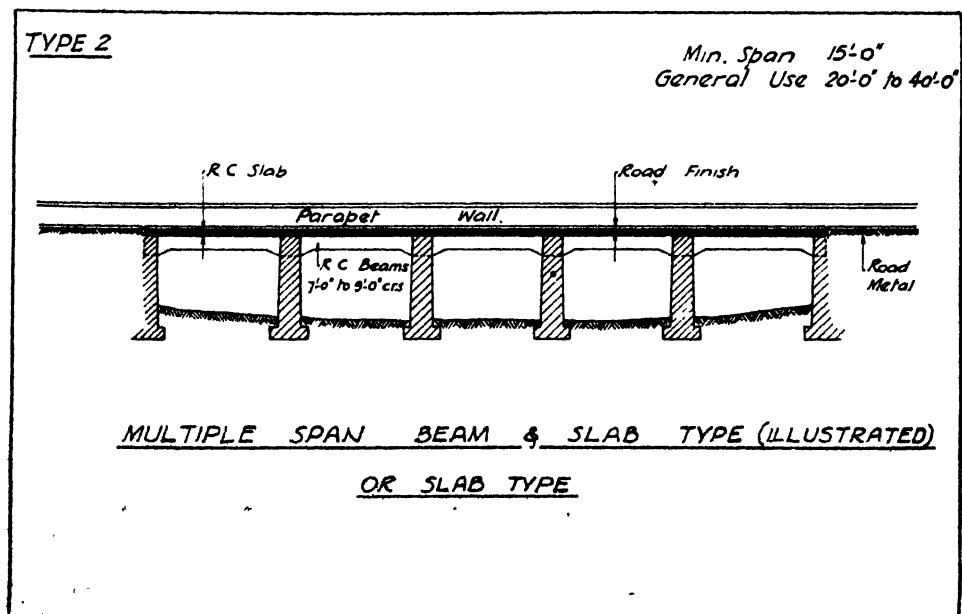 TYPE 2
Min. Span 15'-0"
General Use 20'-0" to 40'-0"
R C Slab
Road Finish
Parapet Wall.
R C Beams
7'-0" to 9'-0" crs
Road
Metal
MULTIPLE SPAN BEAM & SLAB TYPE (ILLUSTRATED)
OR SLAB TYPE